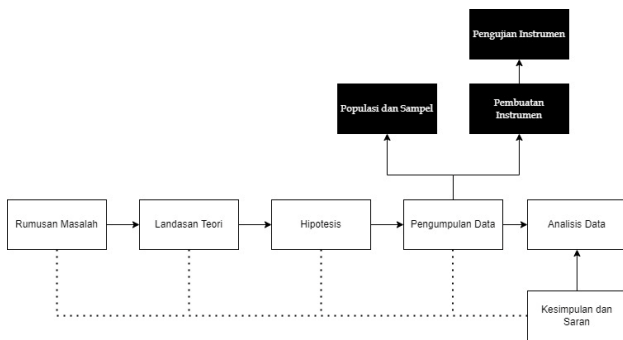 Pengujian Instrumen
Populasi dan Sampel
Pembuatan
Instrumen
Rumusan Masalah
Landasan Teori
Hipotesis
Pengumpulan Data
Analisis Data
Kesimpulan dan
Saran